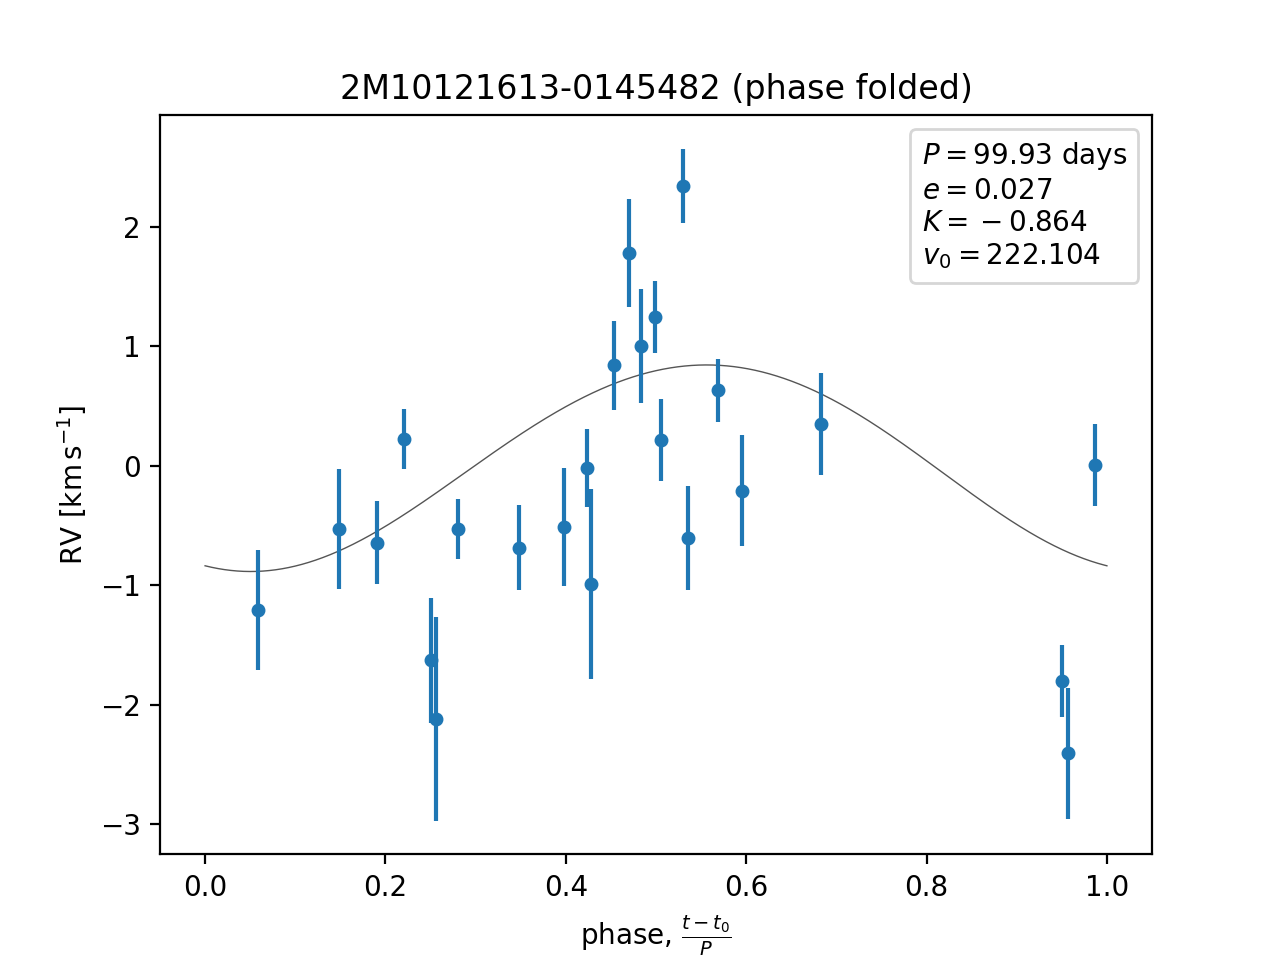 2M10121613-0145482 (phase folded)
P = 99.93 days
e = 0.027
K = −0.864
v₀ = 222.104
RV [km s⁻¹]
2
1
0
−1
−2
−3
0.0 0.2 0.4 0.6 0.8 1.0
phase, (t − t₀)/P